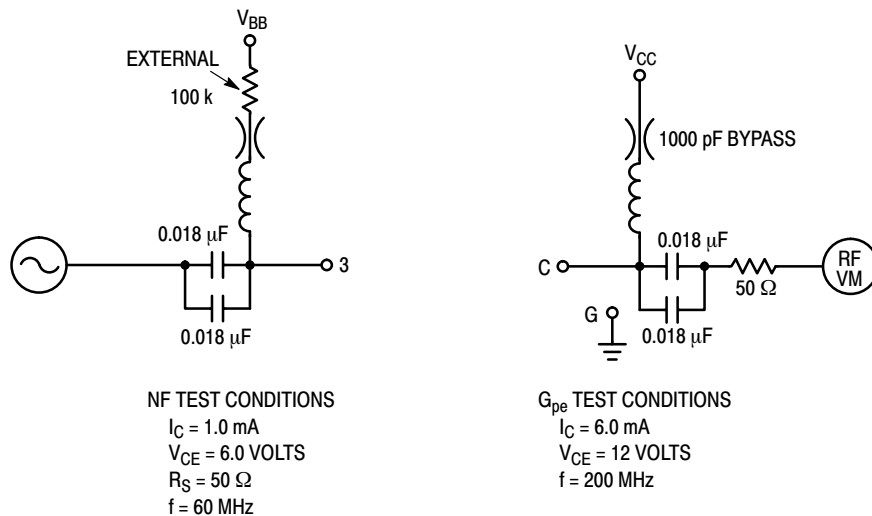 V_BB
EXTERNAL
100 k
0.018 µF
3
0.018 µF
NF TEST CONDITIONS
I_C = 1.0 mA
V_CE = 6.0 VOLTS
R_S = 50 Ω
f = 60 MHz
V_CC
1000 pF BYPASS
0.018 µF
C
50 Ω
RF
VM
G
0.018 µF
G_pe TEST CONDITIONS
I_C = 6.0 mA
V_CE = 12 VOLTS
f = 200 MHz